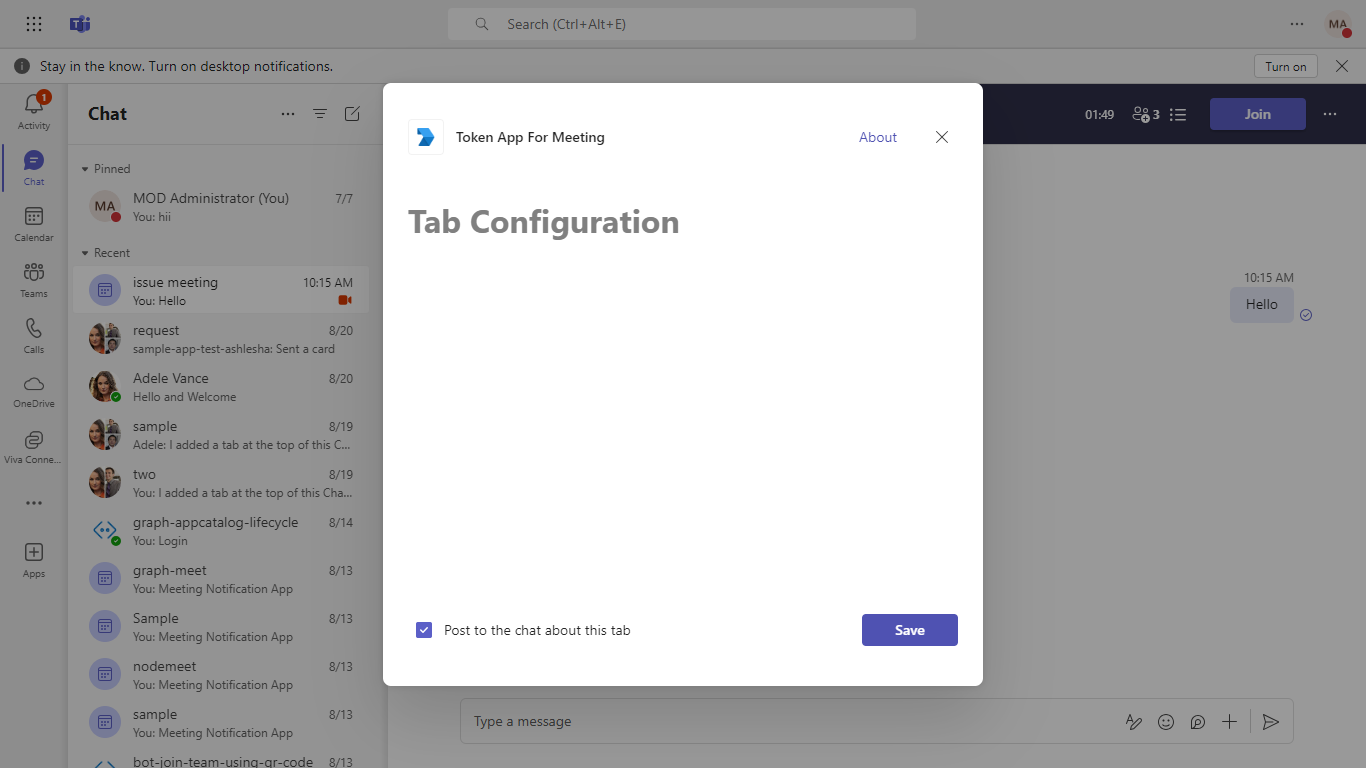 Search (Ctrl+Alt+E)
MA
Stay in the know. Turn on desktop notifications.
Turn on
1
Activity
Chat
Calendar
Teams
Calls
OneDrive
Viva Conne...
Apps
Chat
Pinned
MA
MOD Administrator (You)
7/7
You: hii
Recent
issue meeting
10:15 AM
You: Hello
request
8/20
sample-app-test-ashlesha: Sent a card
Adele Vance
8/20
Hello and Welcome
sample
8/19
Adele: I added a tab at the top of this C...
two
8/19
You: I added a tab at the top of this Cha...
graph-appcatalog-lifecycle
8/14
You: Login
graph-meet
8/13
You: Meeting Notification App
Sample
8/13
You: Meeting Notification App
nodemeet
8/13
You: Meeting Notification App
sample
8/13
You: Meeting Notification App
bot-join-team-using-qr-code
8/13
01:49
3
Join
10:15 AM
Hello
Type a message
Token App For Meeting
About
Tab Configuration
Post to the chat about this tab
Save